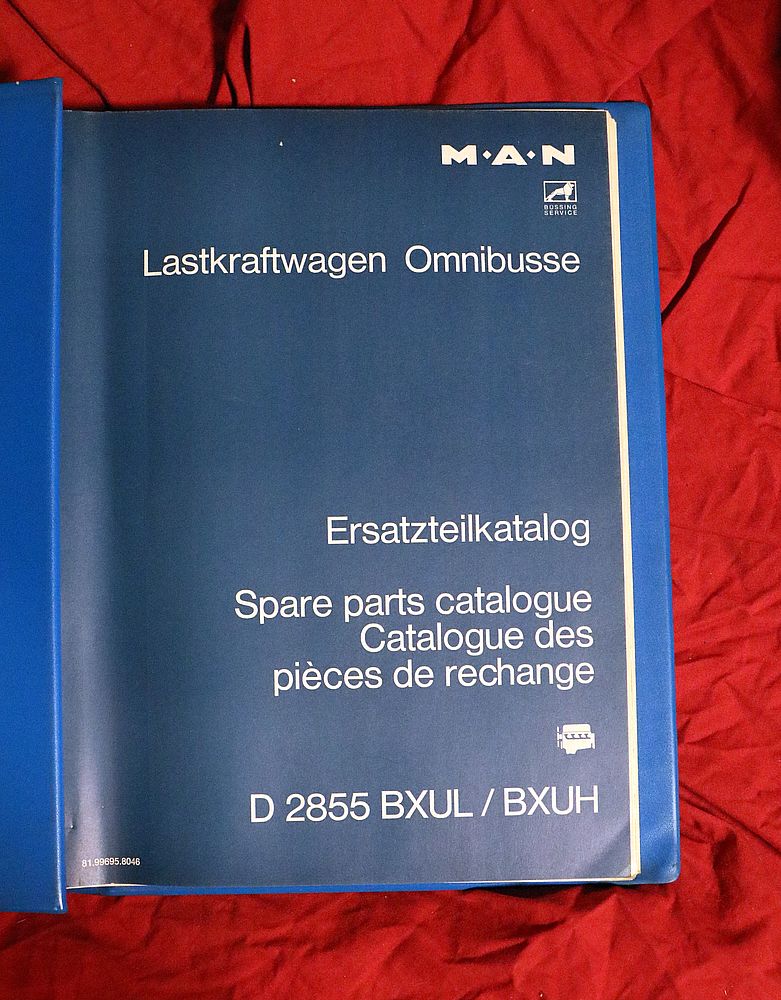 M·A·N
BÜSSING
SERVICE
Lastkraftwagen Omnibusse
Ersatzteilkatalog
Spare parts catalogue
Catalogue des
pièces de rechange
D 2855 BXUL / BXUH
81.99695.8046